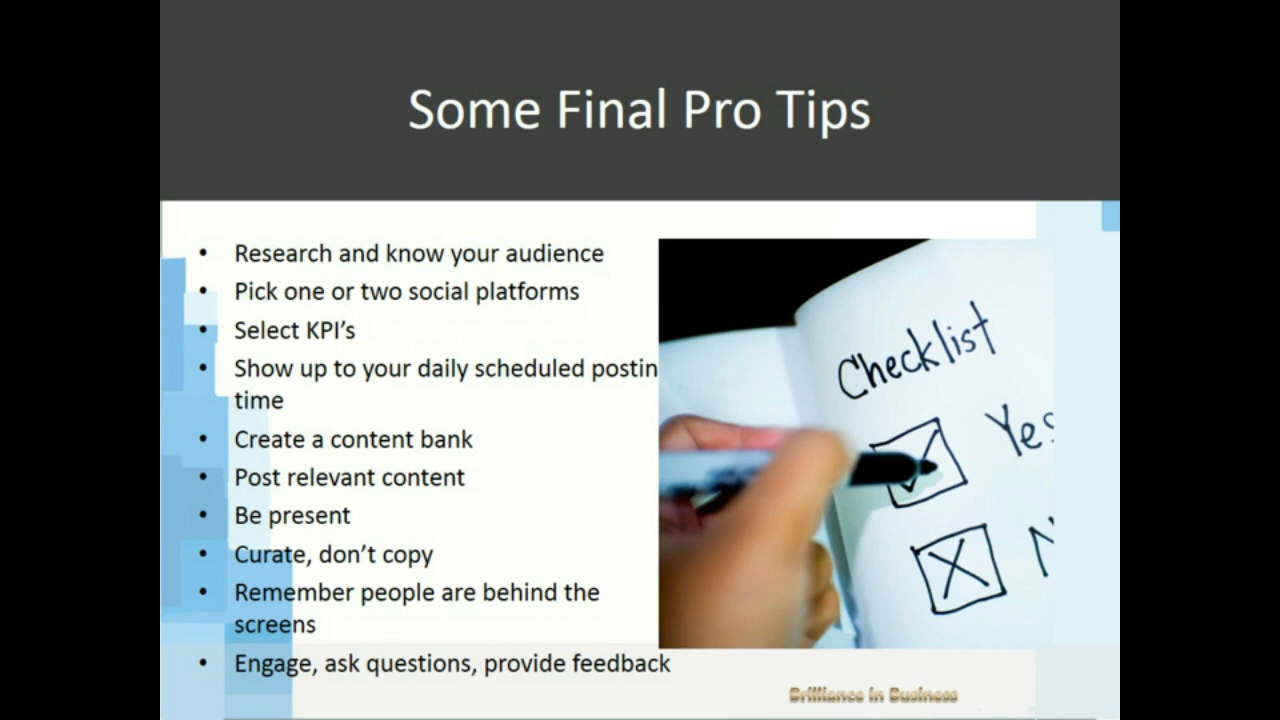 Some Final Pro Tips
• Research and know your audience
• Pick one or two social platforms
• Select KPI’s
• Show up to your daily scheduled postin
time
• Create a content bank
• Post relevant content
• Be present
• Curate, don’t copy
• Remember people are behind the
screens
• Engage, ask questions, provide feedback
Checklist
Yes
N
Brilliance in Business